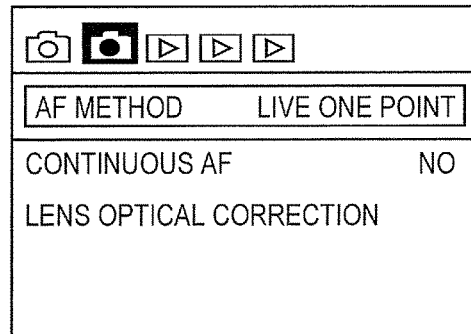 AF METHOD LIVE ONE POINT
CONTINUOUS AF NO
LENS OPTICAL CORRECTION